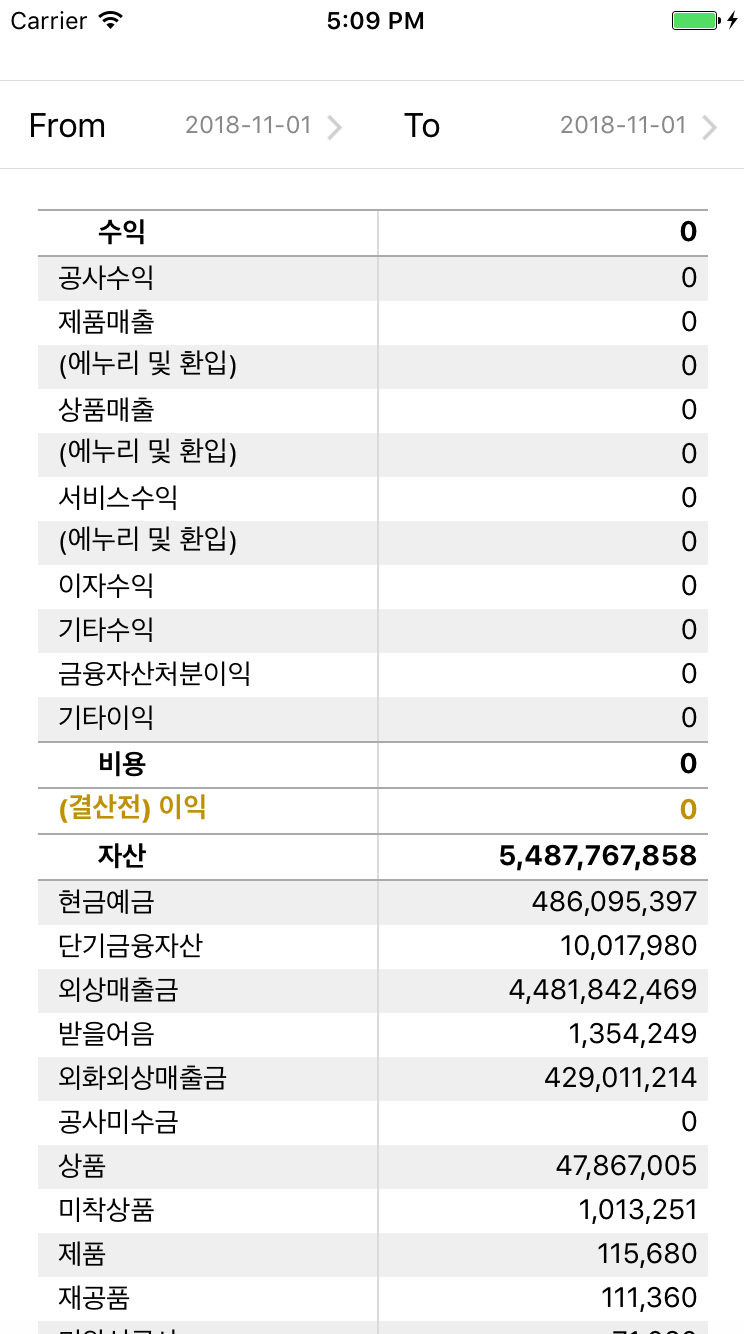 Carrier 5:09 PM
From 2018-11-01 To 2018-11-01
수익 0
공사수익 0
제품매출 0
(에누리 및 환입) 0
상품매출 0
(에누리 및 환입) 0
서비스수익 0
(에누리 및 환입) 0
이자수익 0
기타수익 0
금융자산처분이익 0
기타이익 0
비용 0
(결산전) 이익 0
자산 5,487,767,858
현금예금 486,095,397
단기금융자산 10,017,980
외상매출금 4,481,842,469
받을어음 1,354,249
외화외상매출금 429,011,214
공사미수금 0
상품 47,867,005
미착상품 1,013,251
제품 115,680
재공품 111,360